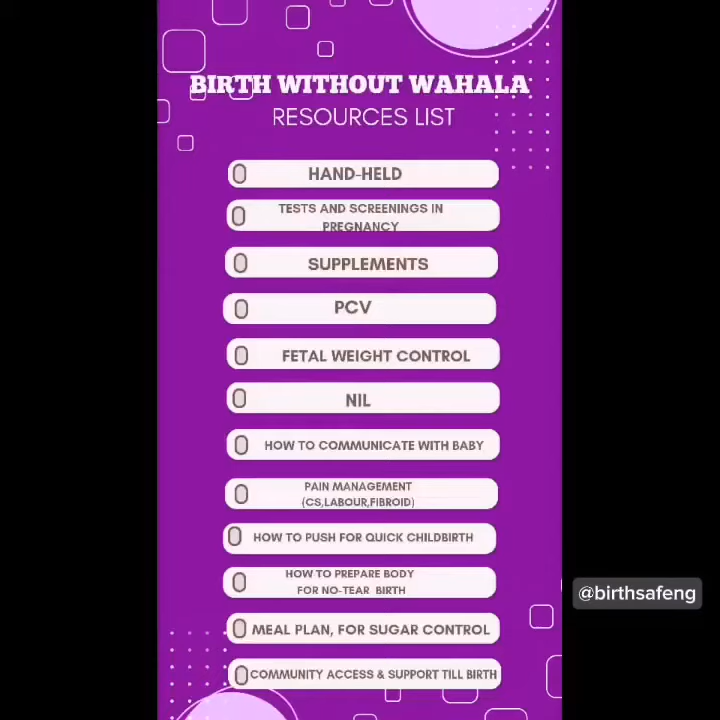 BIRTH WITHOUT WAHALA
RESOURCES LIST
HAND-HELD
TESTS AND SCREENINGS IN
PREGNANCY
SUPPLEMENTS
PCV
FETAL WEIGHT CONTROL
NIL
HOW TO COMMUNICATE WITH BABY
PAIN MANAGEMENT
(CS,LABOUR,FIBROID)
HOW TO PUSH FOR QUICK CHILDBIRTH
HOW TO PREPARE BODY
FOR NO-TEAR BIRTH
MEAL PLAN, FOR SUGAR CONTROL
COMMUNITY ACCESS & SUPPORT TILL BIRTH
@birthsafeng